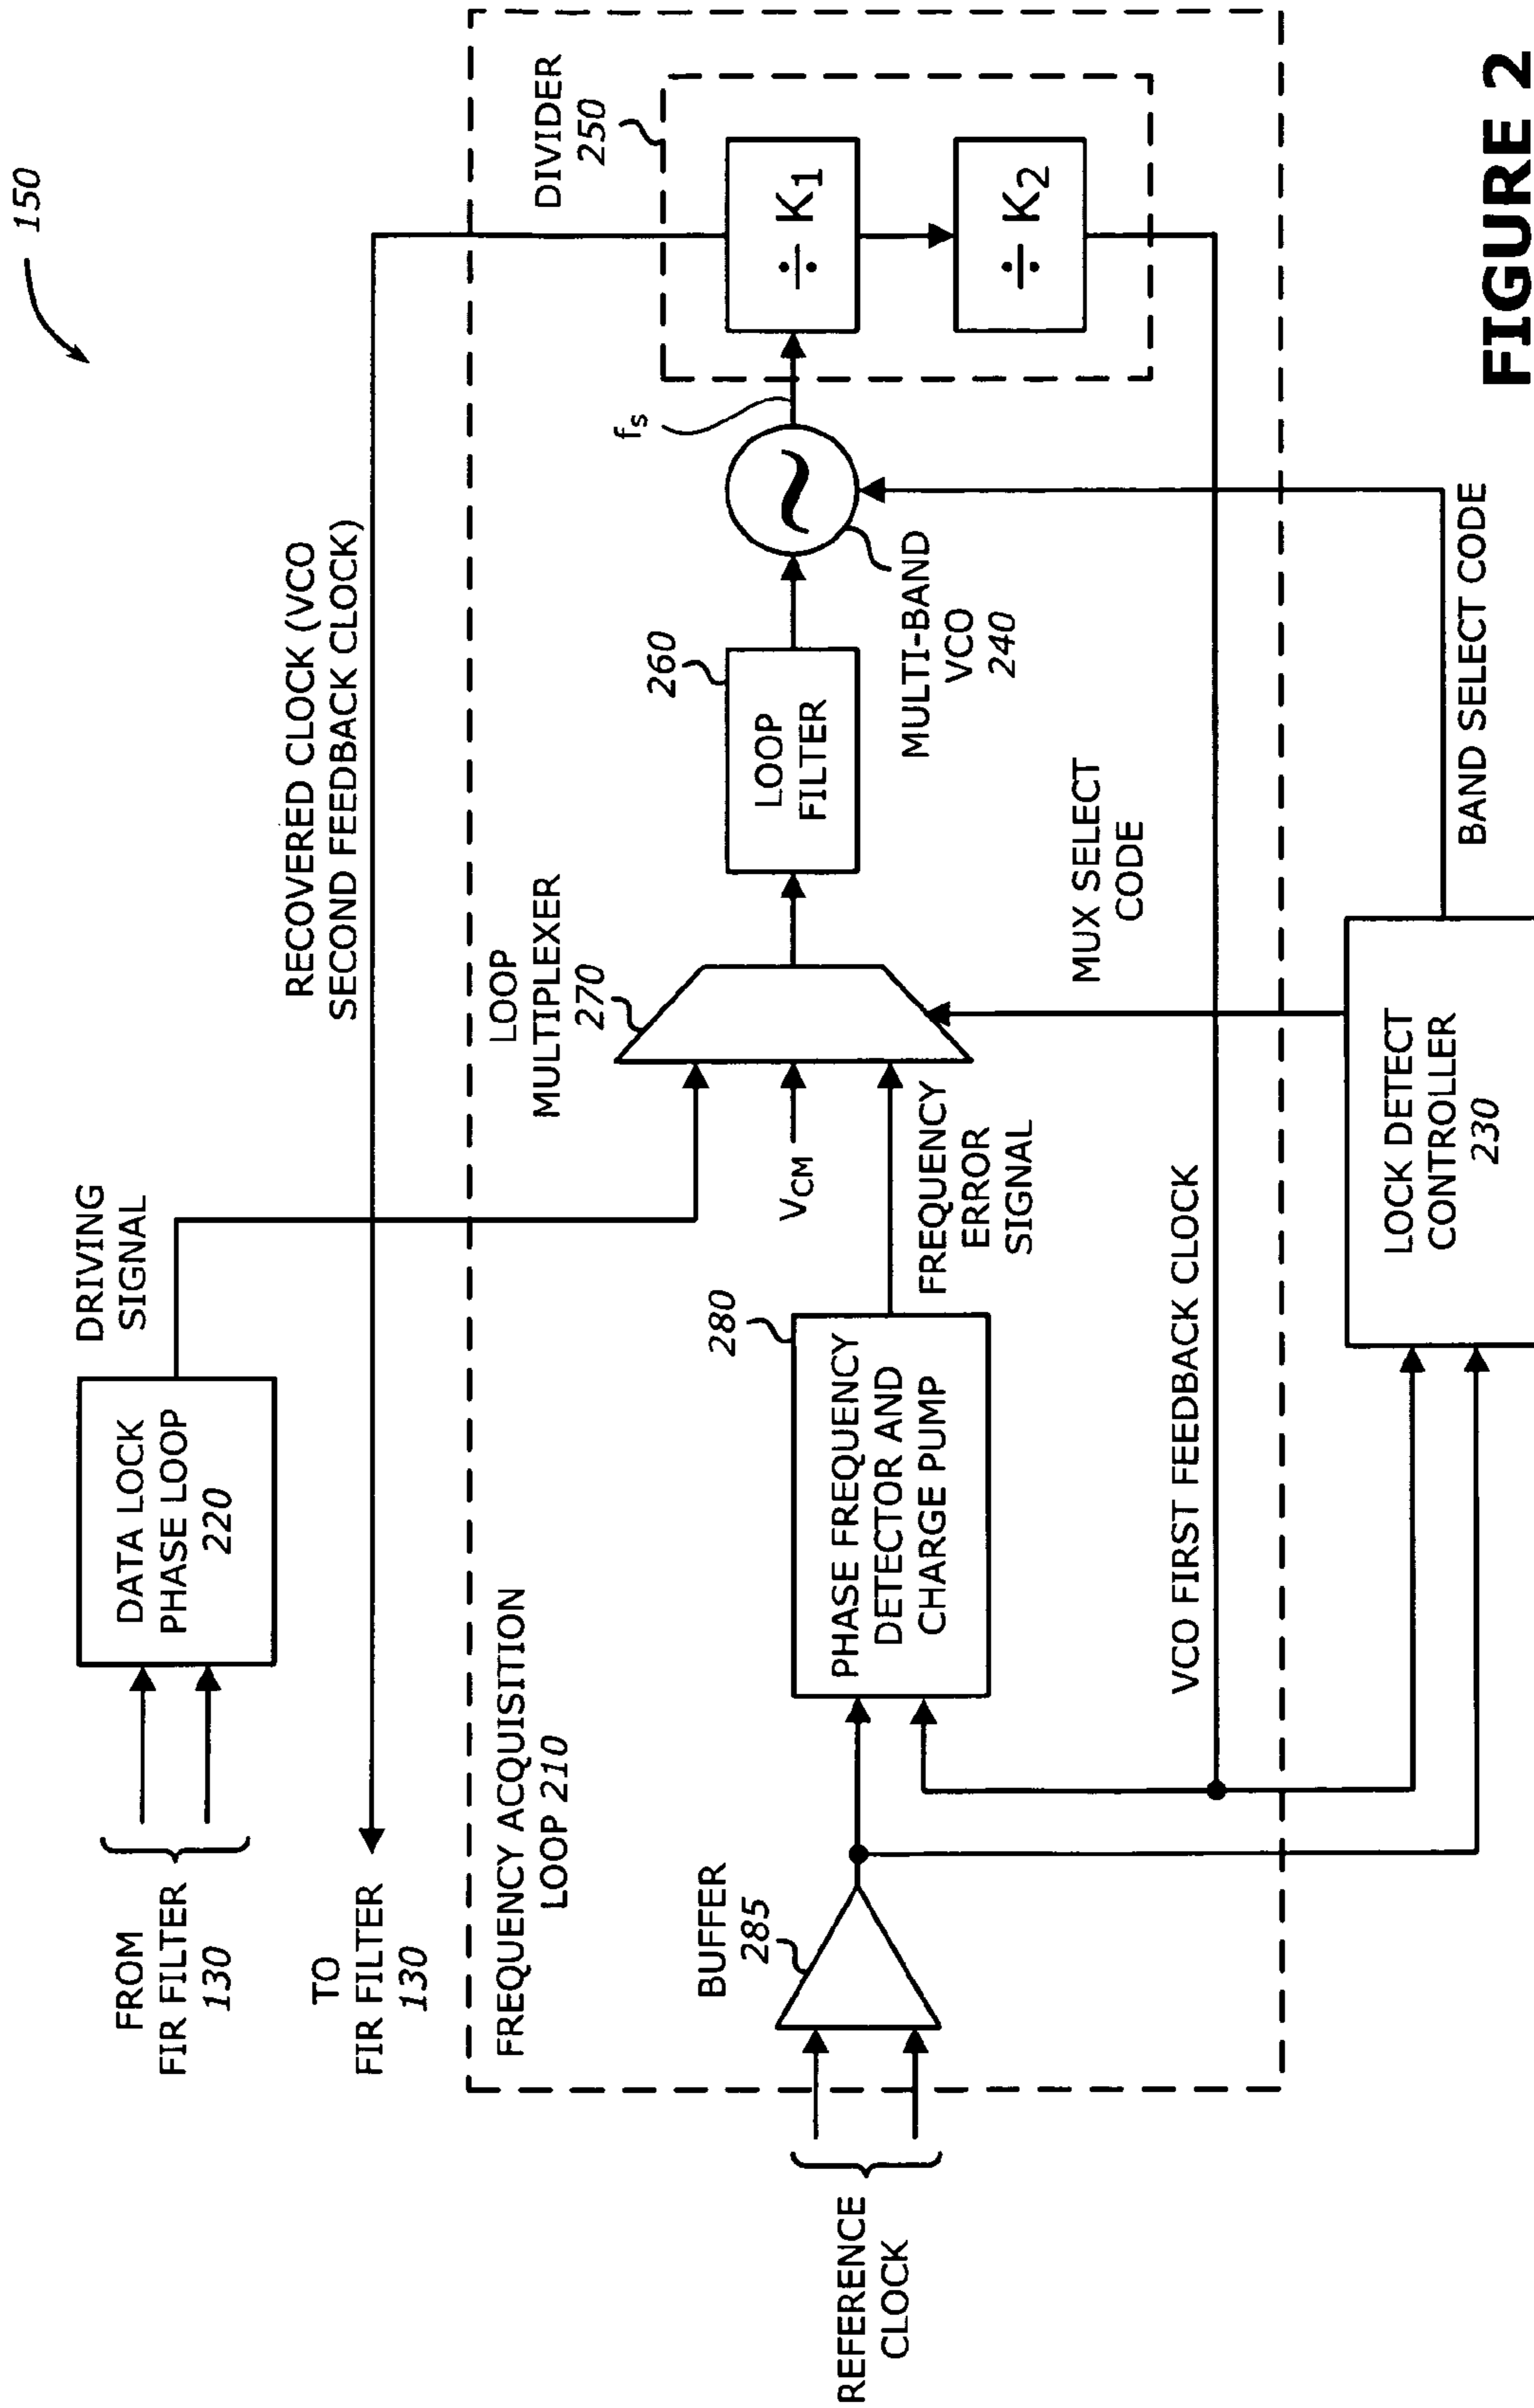 150
DATA LOCK
PHASE LOOP
220
DRIVING
SIGNAL
FROM
FIR FILTER
130
TO
FIR FILTER
130
RECOVERED CLOCK (VCO
SECOND FEEDBACK CLOCK)
FREQUENCY ACQUISITION
LOOP 210
LOOP
MULTIPLEXER
270
DIVIDER
250
BUFFER
285
REFERENCE
CLOCK
280
PHASE FREQUENCY
DETECTOR AND
CHARGE PUMP
VCM
FREQUENCY
ERROR
SIGNAL
260
LOOP
FILTER
fs
MULTI-BAND
VCO
240
÷ K1
÷ K2
MUX SELECT
CODE
VCO FIRST FEEDBACK CLOCK
LOCK DETECT
CONTROLLER
230
BAND SELECT CODE
FIGURE 2